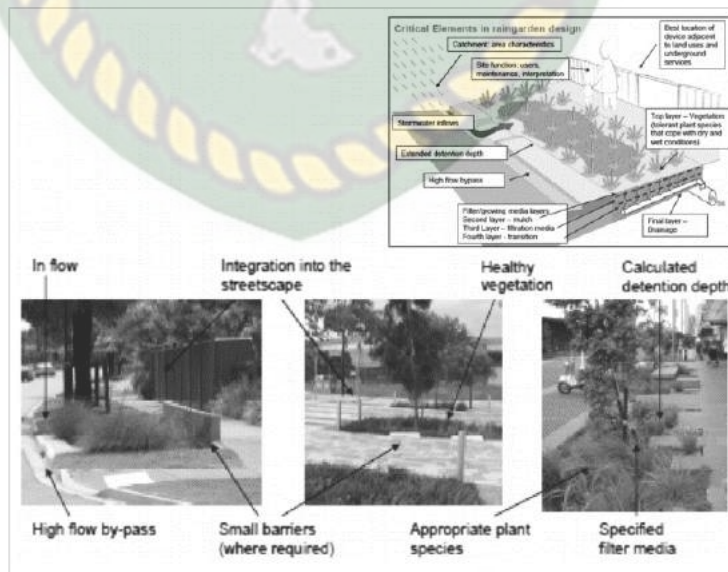 Critical Elements in raingarden design
Catchment: area characteristics
Site function: users,
maintenance, interpretation
Best location of
device adjacent
to land uses and
underground
services
Stormwater inflows
Extended detention depth
High flow bypass
Top layer – Vegetation
(tolerant plant species
that cope with dry and
wet conditions)
Filter/growing media layers
Second layer – mulch
Third Layer – filtration media
Fourth layer - transition
Final layer –
Drainage
In flow
Integration into the
streetscape
Healthy
vegetation
Calculated
detention depth
High flow by-pass
Small barriers
(where required)
Appropriate plant
species
Specified
filter media